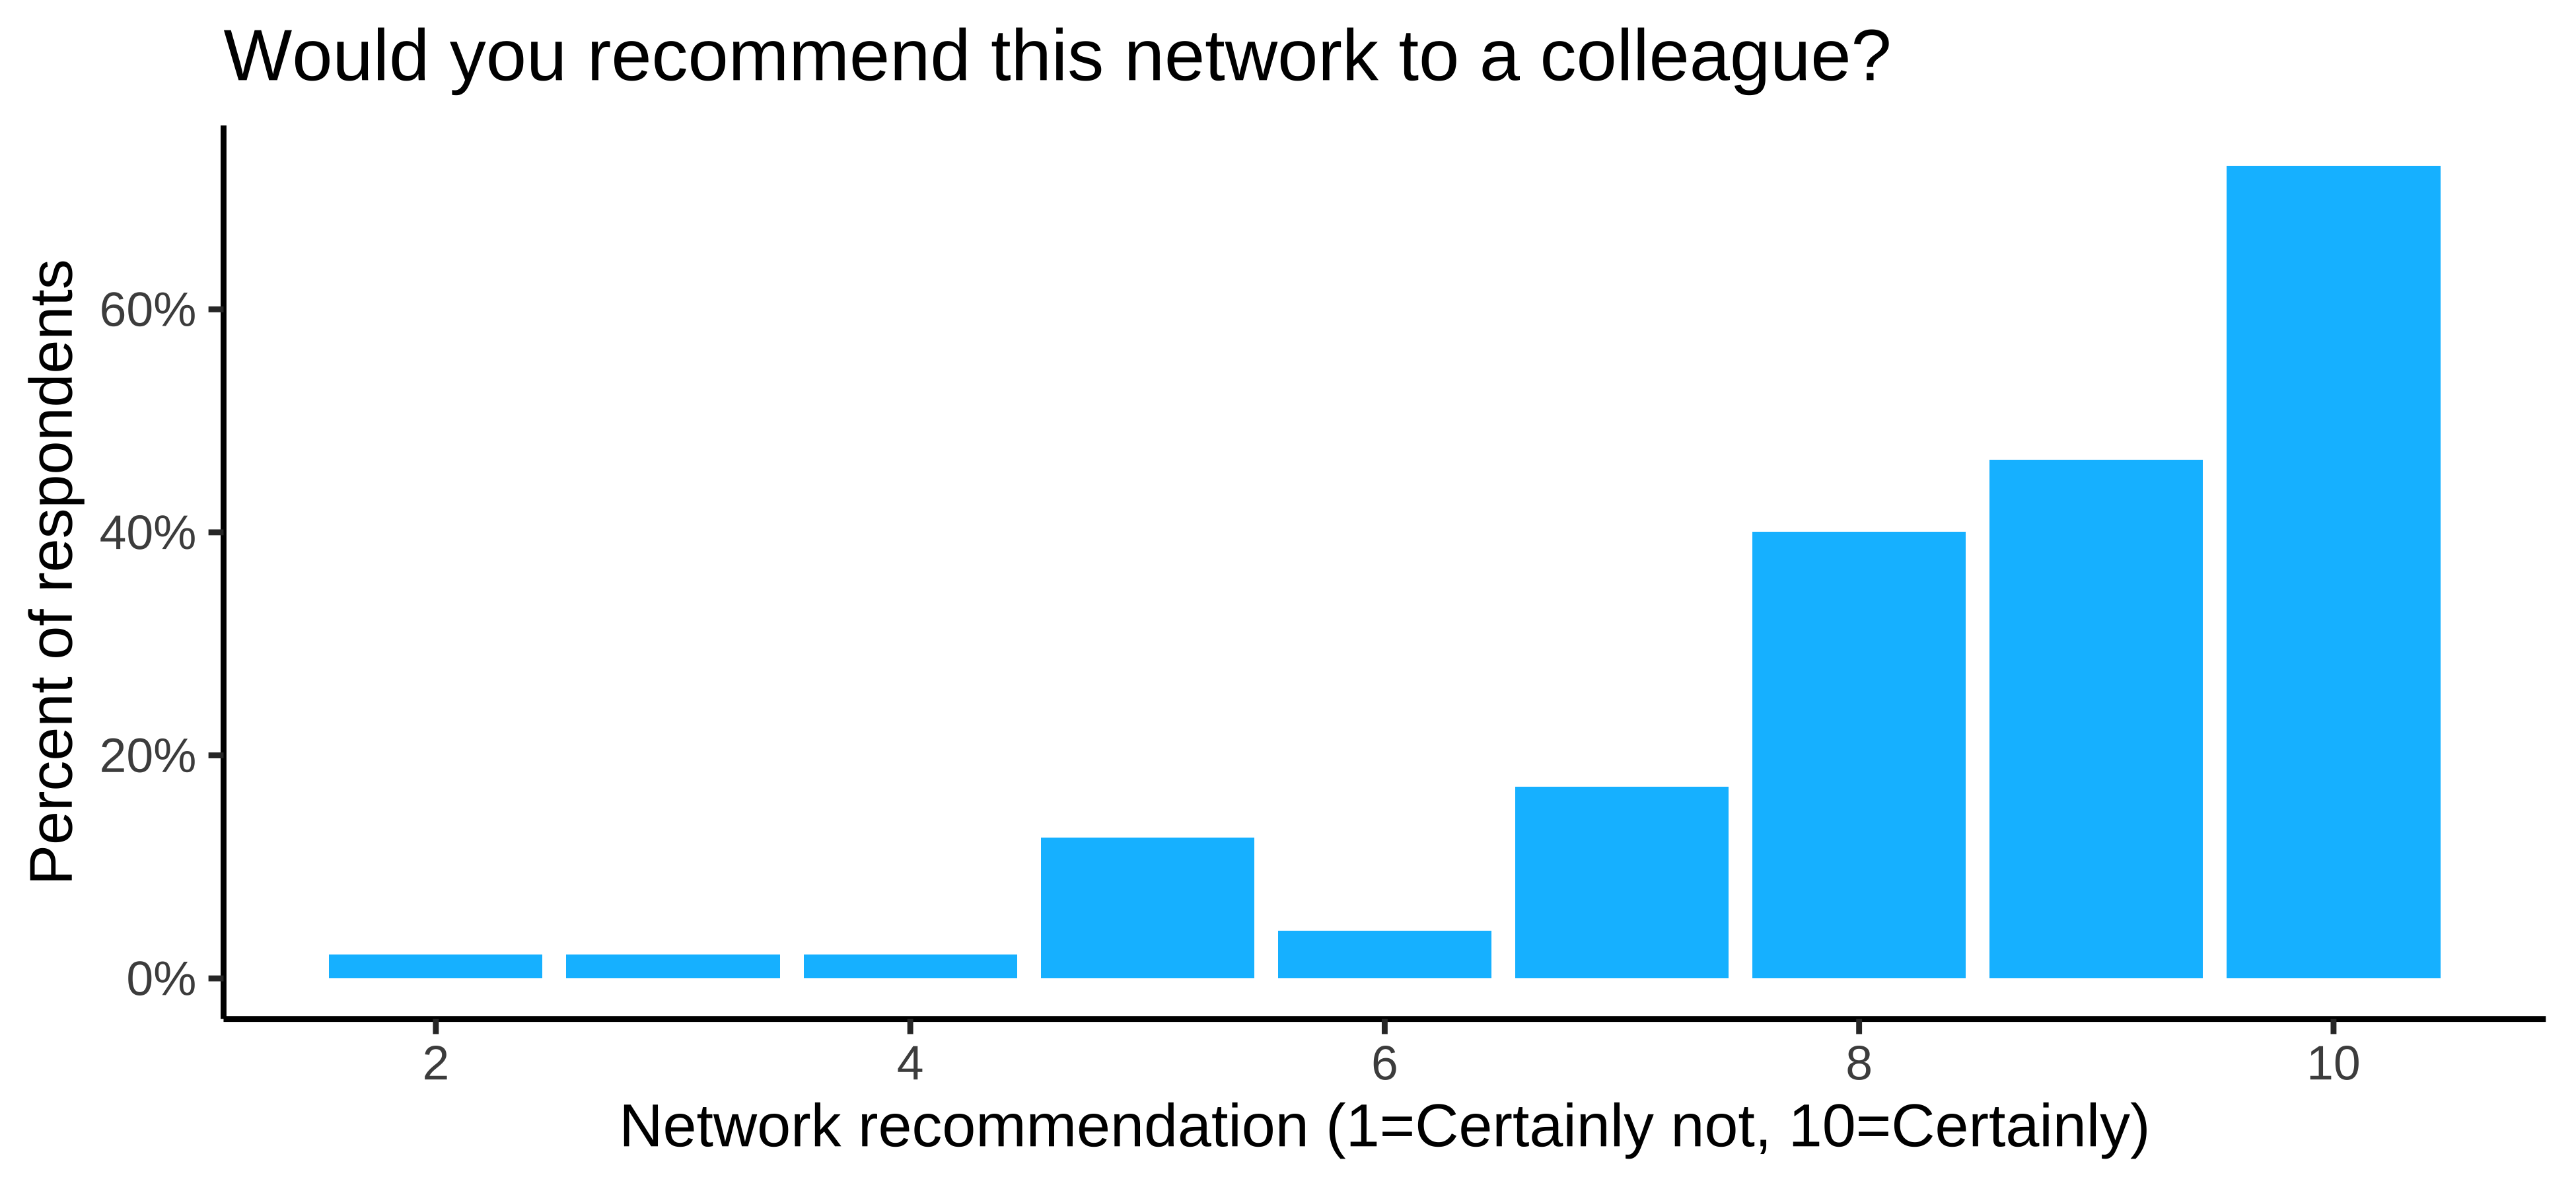 Would you recommend this network to a colleague?
Percent of respondents
60%
40%
20%
0%
2 4 6 8 10
Network recommendation (1=Certainly not, 10=Certainly)